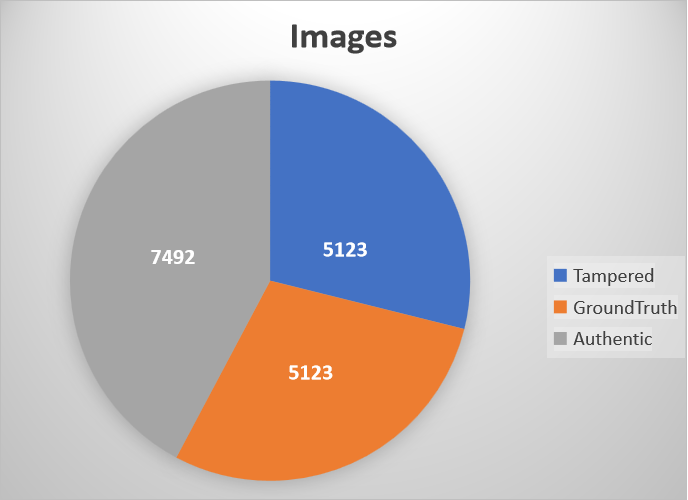 Images
7492
5123
5123
Tampered
GroundTruth
Authentic